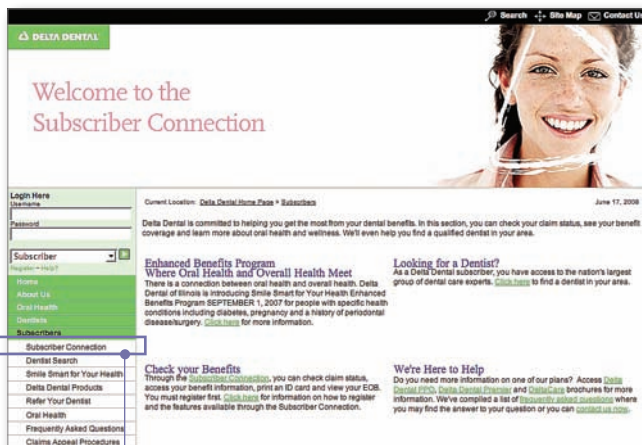 Search Site Map Contact Us
DELTA DENTAL
Welcome to the
Subscriber Connection
Login Here
Username
Password
Subscriber
Register • Help?
Home
About Us
Oral Health
Dentists
Subscribers
Subscriber Connection
Dentist Search
Smile Smart for Your Health
Delta Dental Products
Refer Your Dentist
Oral Health
Frequently Asked Questions
Claims Appeal Procedures
Current Location: Delta Dental Home Page > Subscribers
June 17, 2008
Delta Dental is committed to helping you get the most from your dental benefits. In this section, you can check your claim status, see your benefit
coverage and learn more about oral health and wellness. We'll even help you find a qualified dentist in your area.
Enhanced Benefits Program
Where Oral Health and Overall Health Meet
There is a connection between oral health and overall health. Delta
Dental of Illinois is introducing Smile Smart for Your Health Enhanced
Benefits Program SEPTEMBER 1, 2007 for people with specific health
conditions including diabetes, pregnancy and a history of periodontal
disease/surgery. Click here for more information.
Looking for a Dentist?
As a Delta Dental subscriber, you have access to the nation's largest
group of dental care experts. Click here to find a dentist in your area.
Check your Benefits
Through the Subscriber Connection, you can check claim status,
access your benefit information, print an ID card and view your EOB.
You must register first. Click here for information on how to register
and the features available through the Subscriber Connection.
We're Here to Help
Do you need more information on one of our plans? Access Delta
Dental PPO, Delta Dental Premier and DeltaCare brochures for more
information. We've compiled a list of frequently asked questions where
you may find the answer to your question or you can contact us now.